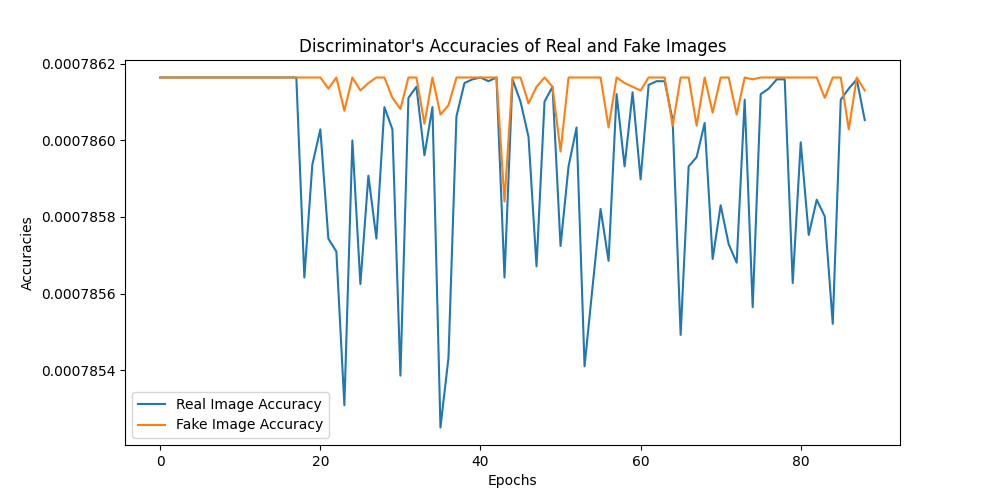 Discriminator's Accuracies of Real and Fake Images
0.0007862
0.0007860
0.0007858
0.0007856
0.0007854
Accuracies
Real Image Accuracy
Fake Image Accuracy
0 20 40 60 80
Epochs